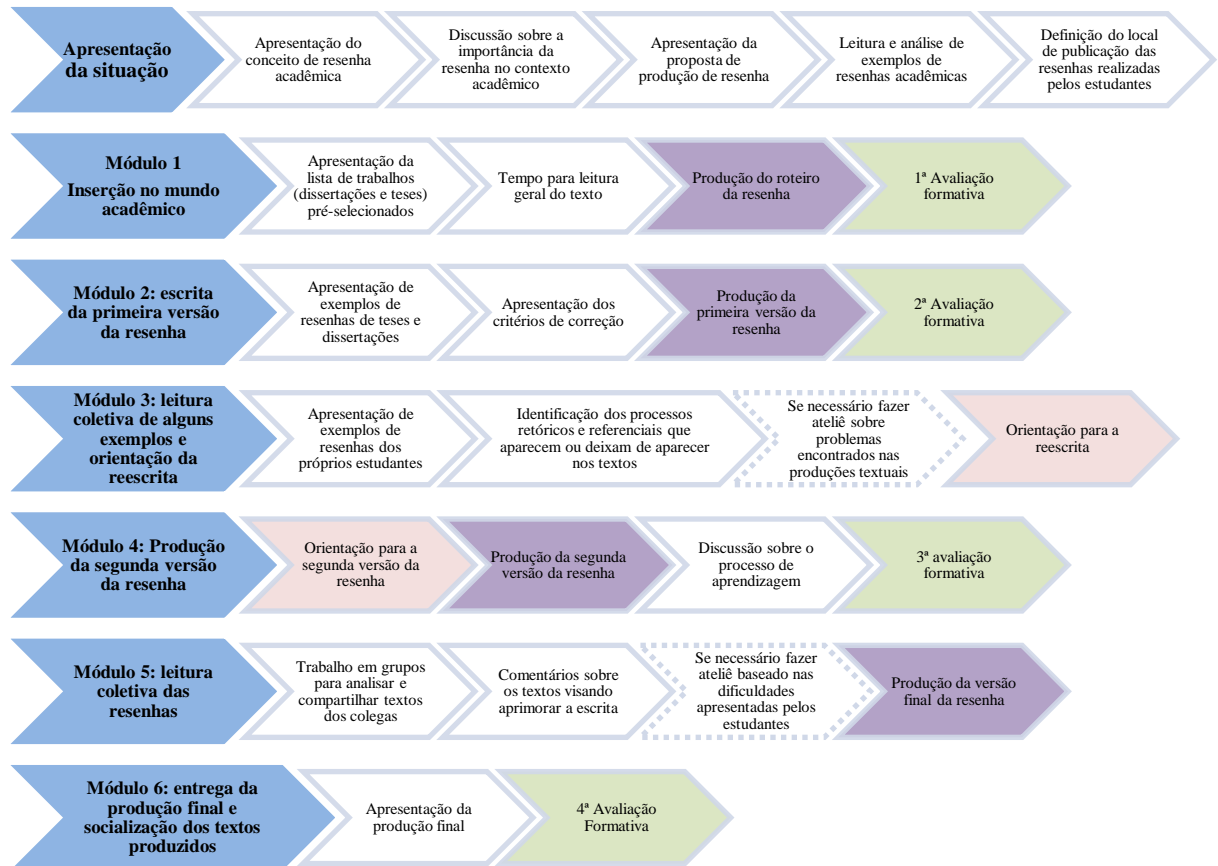 Apresentação
da situação
Apresentação do
conceito de resenha
acadêmica
Discussão sobre a
importância da
resenha no contexto
acadêmico
Apresentação da
proposta de
produção de resenha
Leitura e análise de
exemplos de
resenhas acadêmicas
Definição do local
de publicação das
resenhas realizadas
pelos estudantes
Módulo 1
Inserção no mundo
acadêmico
Apresentação da
lista de trabalhos
(dissertações e teses)
pré-selecionados
Tempo para leitura
geral do texto
Produção do roteiro
da resenha
1ª Avaliação
formativa
Módulo 2: escrita
da primeira versão
da resenha
Apresentação de
exemplos de
resenhas de teses e
dissertações
Apresentação dos
critérios de correção
Produção da
primeira versão da
resenha
2ª Avaliação
formativa
Módulo 3: leitura
coletiva de alguns
exemplos e
orientação da
reescrita
Apresentação de
exemplos de
resenhas dos
próprios estudantes
Identificação dos processos
retóricos e referenciais que
aparecem ou deixam de aparecer
nos textos
Se necessário fazer
ateliê sobre
problemas
encontrados nas
produções textuais
Orientação para a
reescrita
Módulo 4: Produção
da segunda versão
da resenha
Orientação para a
segunda versão da
resenha
Produção da segunda
versão da resenha
Discussão sobre o
processo de
aprendizagem
3ª avaliação
formativa
Módulo 5: leitura
coletiva das
resenhas
Trabalho em grupos
para analisar e
compartilhar textos
dos colegas
Comentários sobre
os textos visando
aprimorar a escrita
Se necessário fazer
ateliê baseado nas
dificuldades
apresentadas pelos
estudantes
Produção da versão
final da resenha
Módulo 6: entrega da
produção final e
socialização dos textos
produzidos
Apresentação da
produção final
4ª Avaliação
Formativa